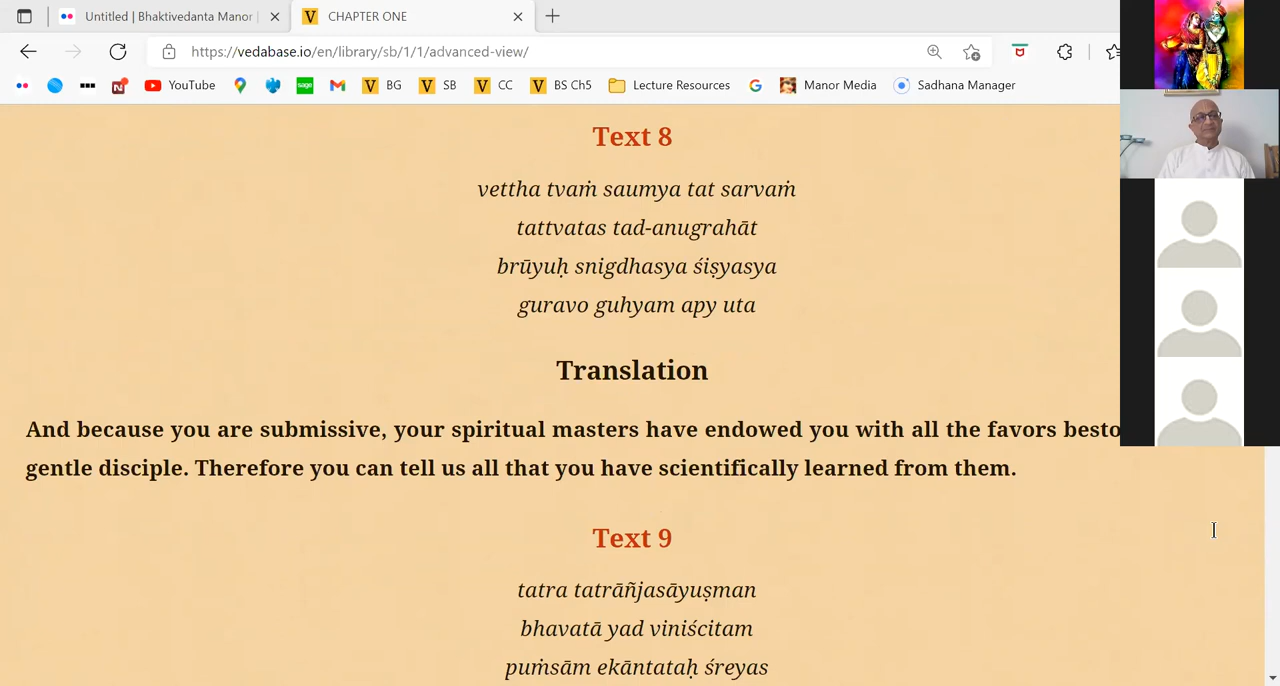 Untitled | Bhaktivedanta Manor
CHAPTER ONE
https://vedabase.io/en/library/sb/1/1/advanced-view/
YouTube
BG
SB
CC
BS Ch5
Lecture Resources
Manor Media
Sadhana Manager
Text 8
vettha tvaṁ saumya tat sarvaṁ
tattvatas tad-anugrahāt
brūyuḥ snigdhasya śiṣyasya
guravo guhyam apy uta
Translation
And because you are submissive, your spiritual masters have endowed you with all the favors besto
gentle disciple. Therefore you can tell us all that you have scientifically learned from them.
Text 9
tatra tatrāñjasāyuṣman
bhavatā yad viniścitam
puṁsām ekāntataḥ śreyas